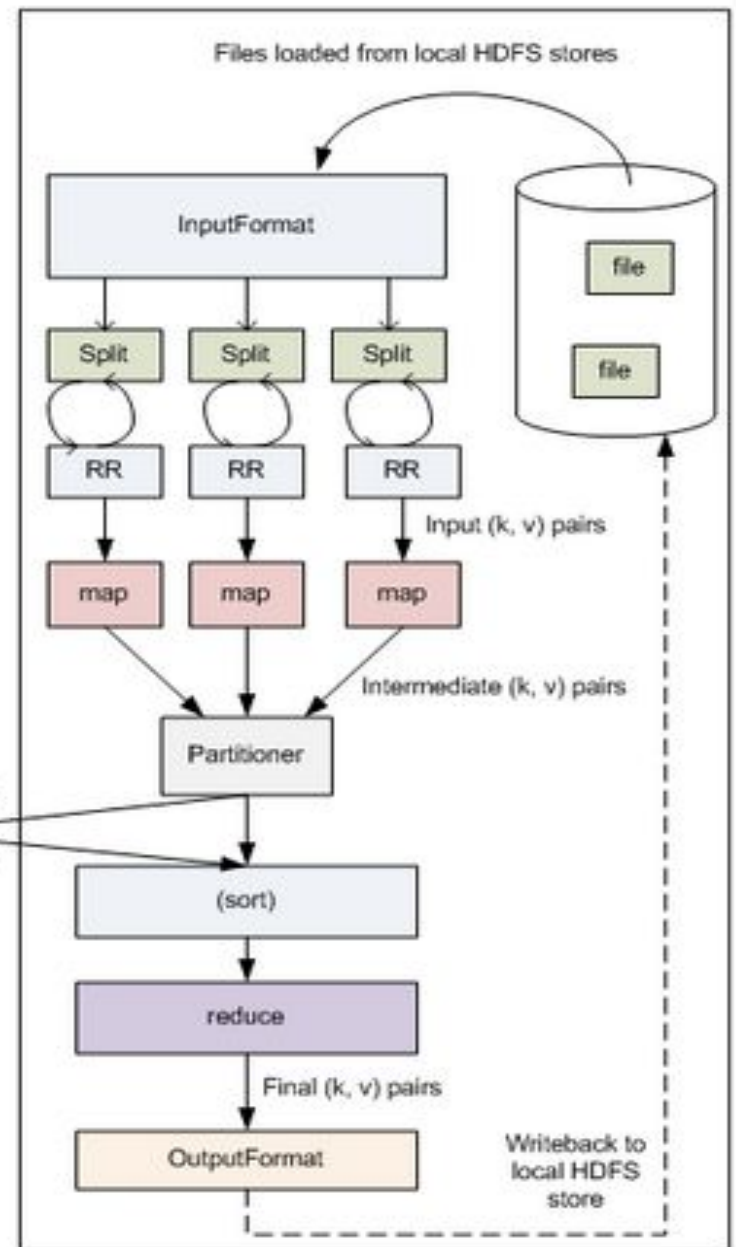 Files loaded from local HDFS stores
InputFormat
file
Split Split Split
file
RR RR RR
Input (k, v) pairs
map map map
Intermediate (k, v) pairs
Partitioner
(sort)
reduce
Final (k, v) pairs
OutputFormat
Writeback to
local HDFS
store